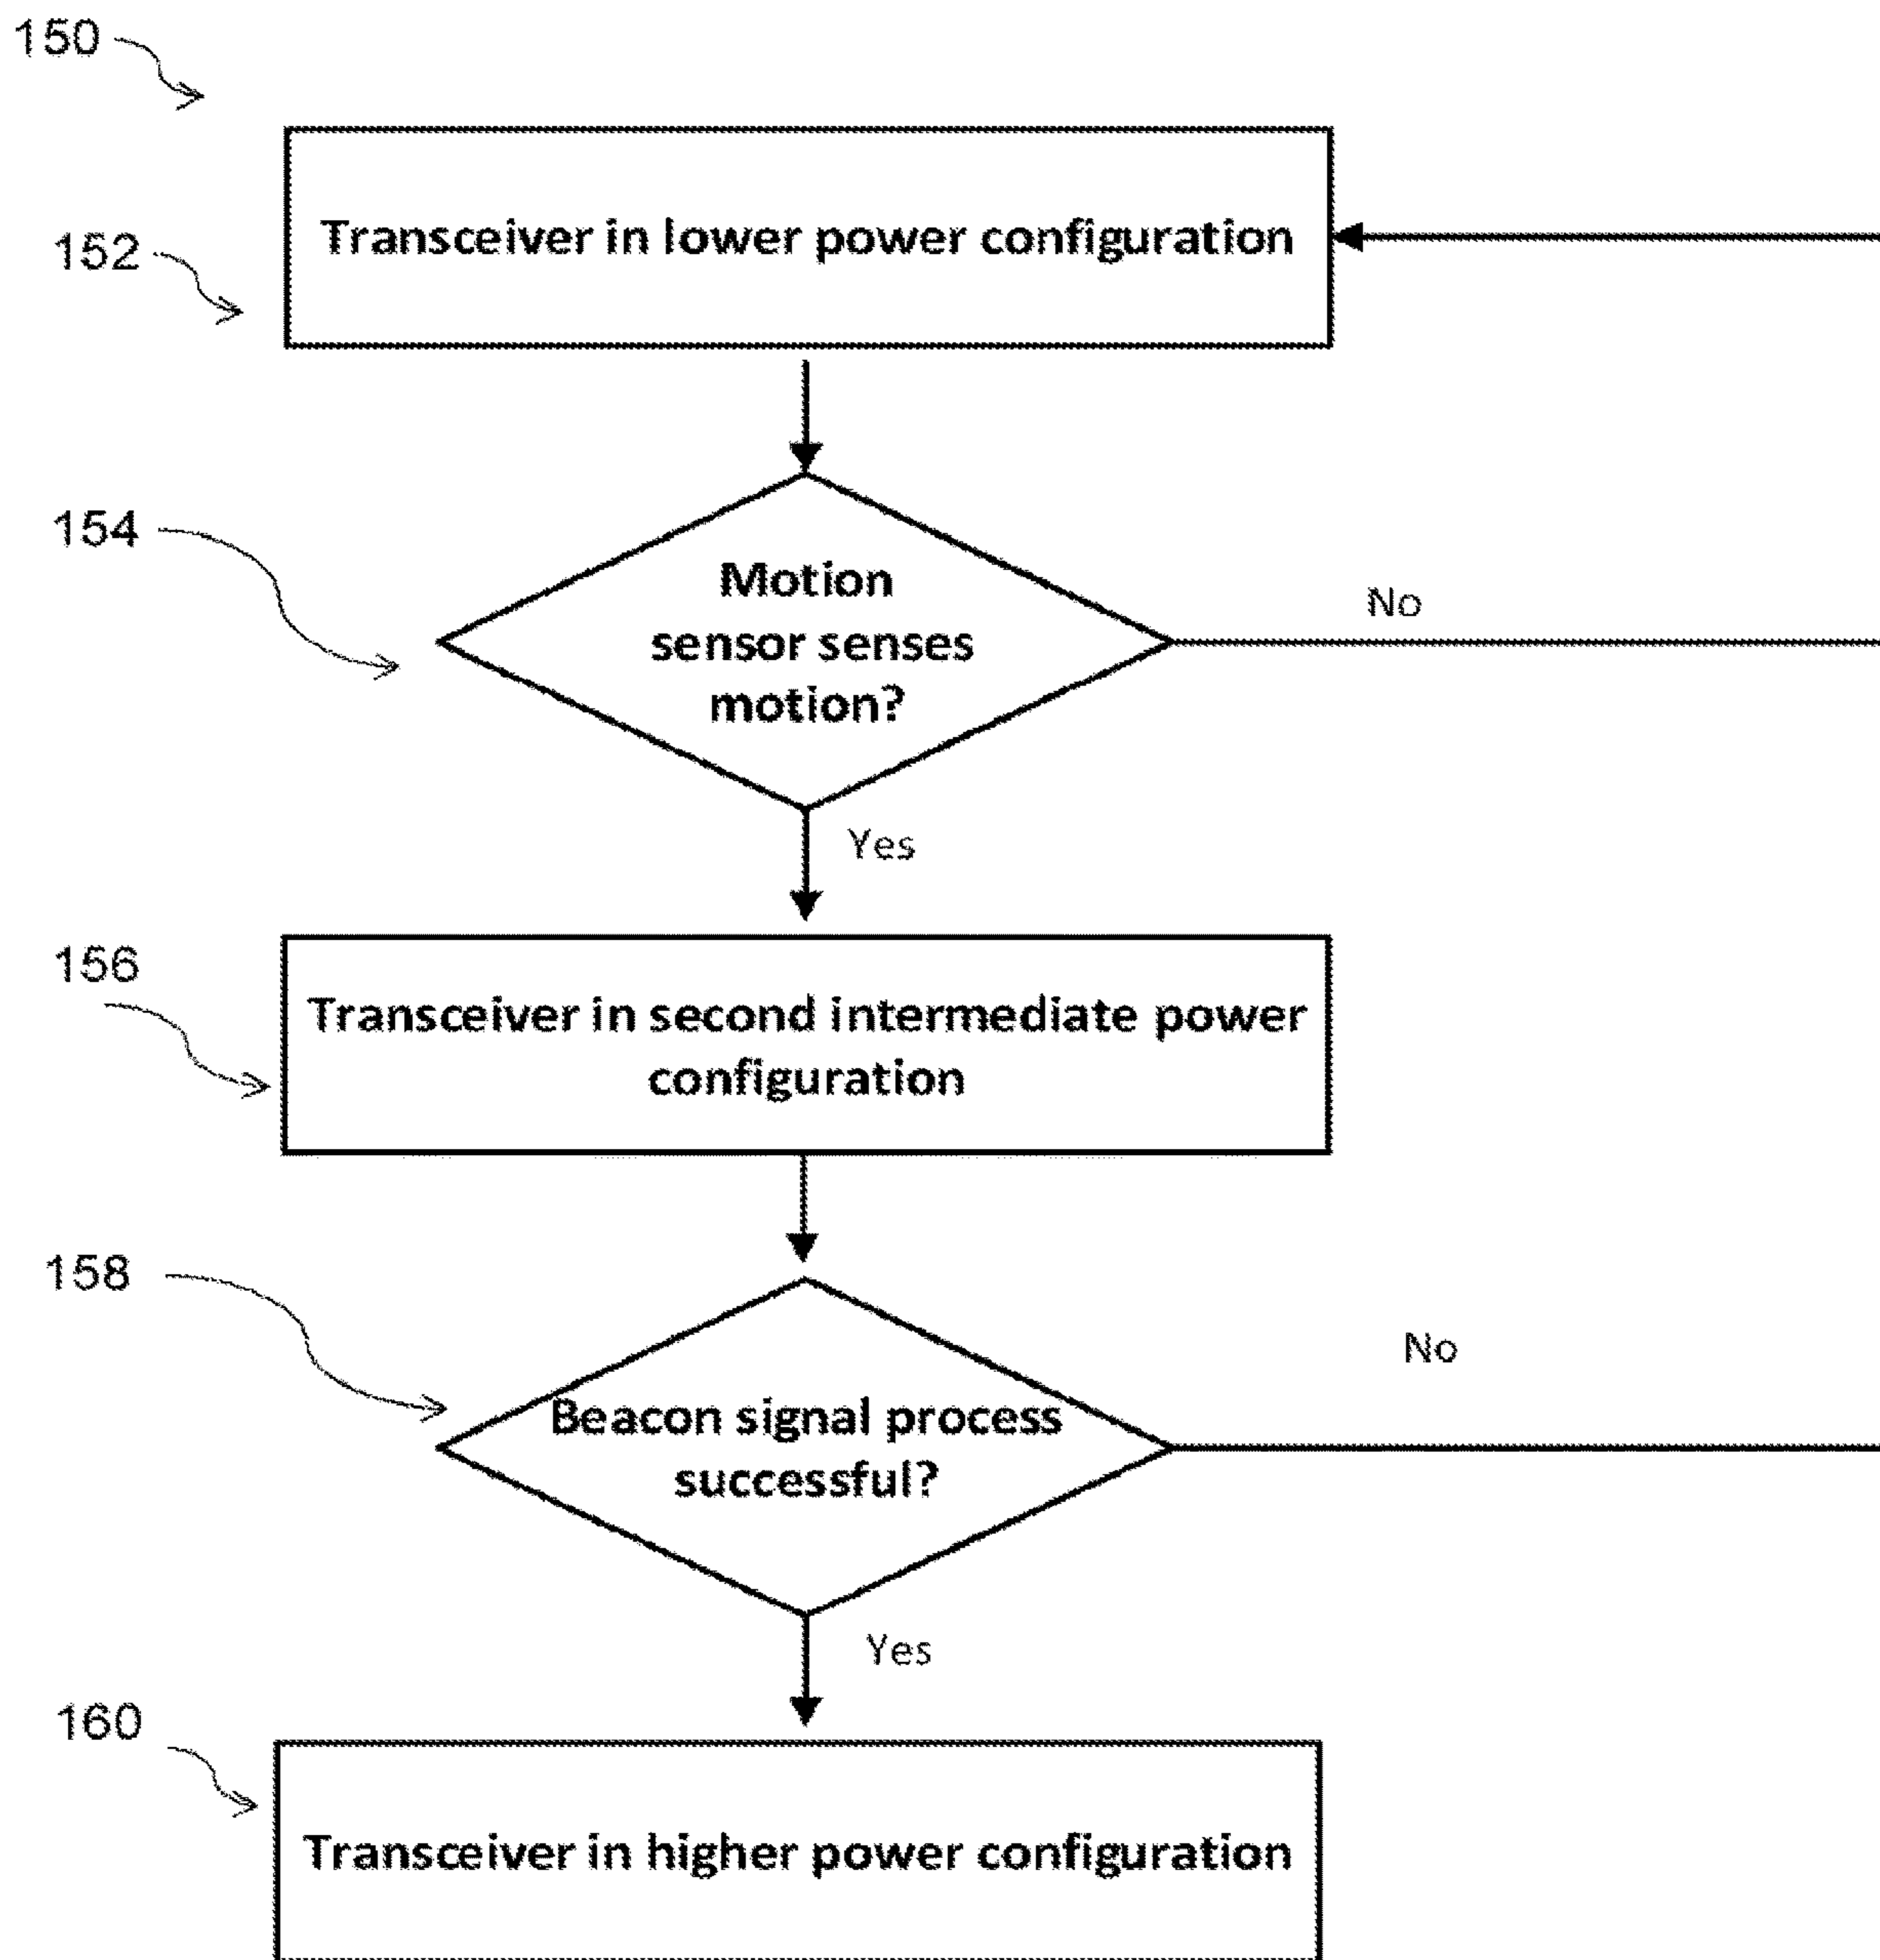 150
152
Transceiver in lower power configuration
154
Motion
sensor senses
motion?
No
Yes
156
Transceiver in second intermediate power
configuration
158
No
Beacon signal process
successful?
Yes
160
Transceiver in higher power configuration